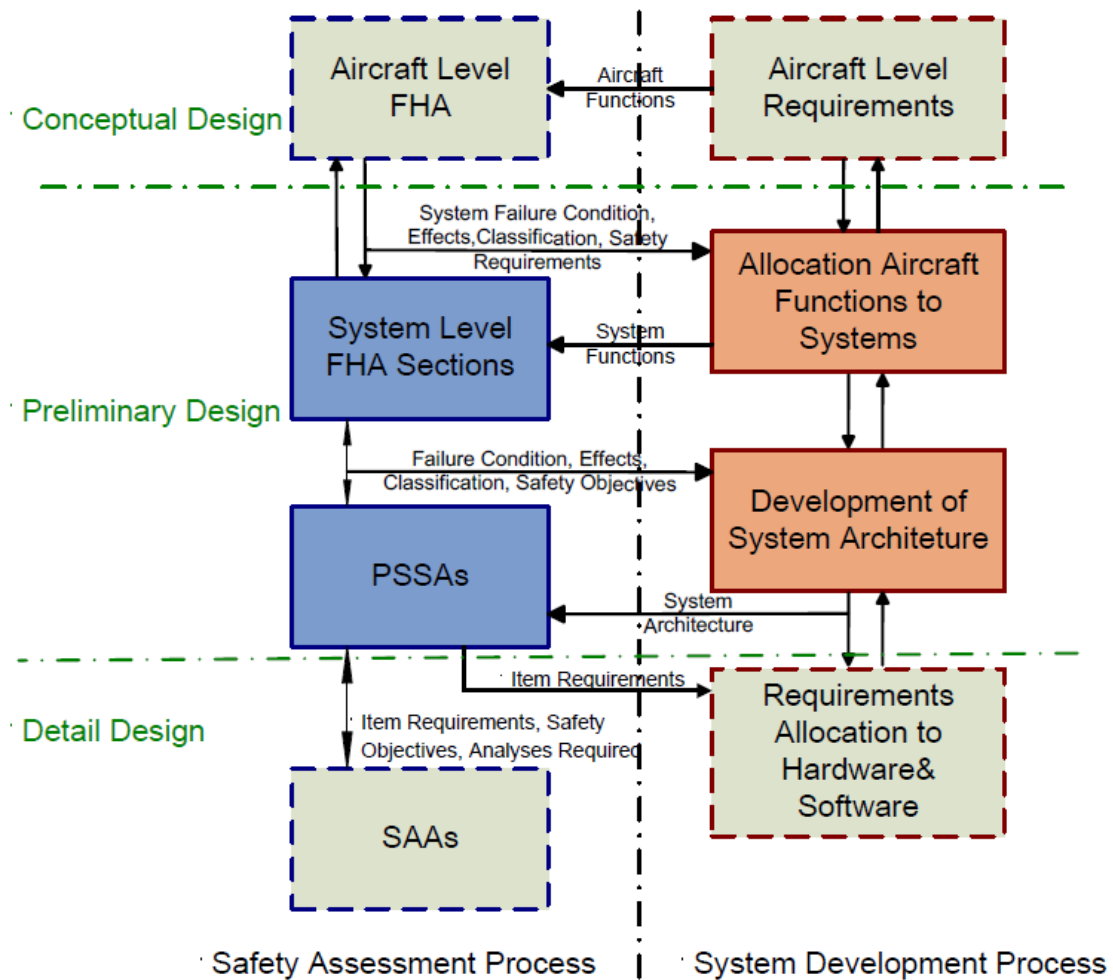 Aircraft Level
FHA
Aircraft
Functions
Aircraft Level
Requirements
Conceptual Design
System Failure Condition,
Effects,Classification, Safety
Requirements
Allocation Aircraft
Functions to
Systems
System Level
FHA Sections
System
Functions
Preliminary Design
Failure Condition, Effects,
Classification, Safety Objectives
Development of
System Architeture
PSSAs
System
Architecture
Item Requirements
Requirements
Allocation to
Hardware&
Software
Detail Design
Item Requirements, Safety
Objectives, Analyses Required
SAAs
Safety Assessment Process
System Development Process